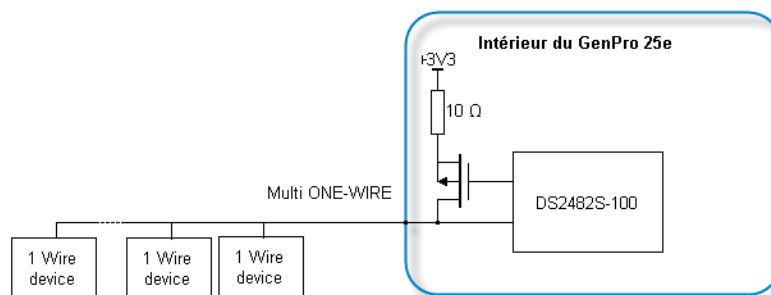 Intérieur du GenPro 25e
+3V3
10 Ω
Multi ONE-WIRE
DS2482S-100
1 Wire
device
1 Wire
device
1 Wire
device